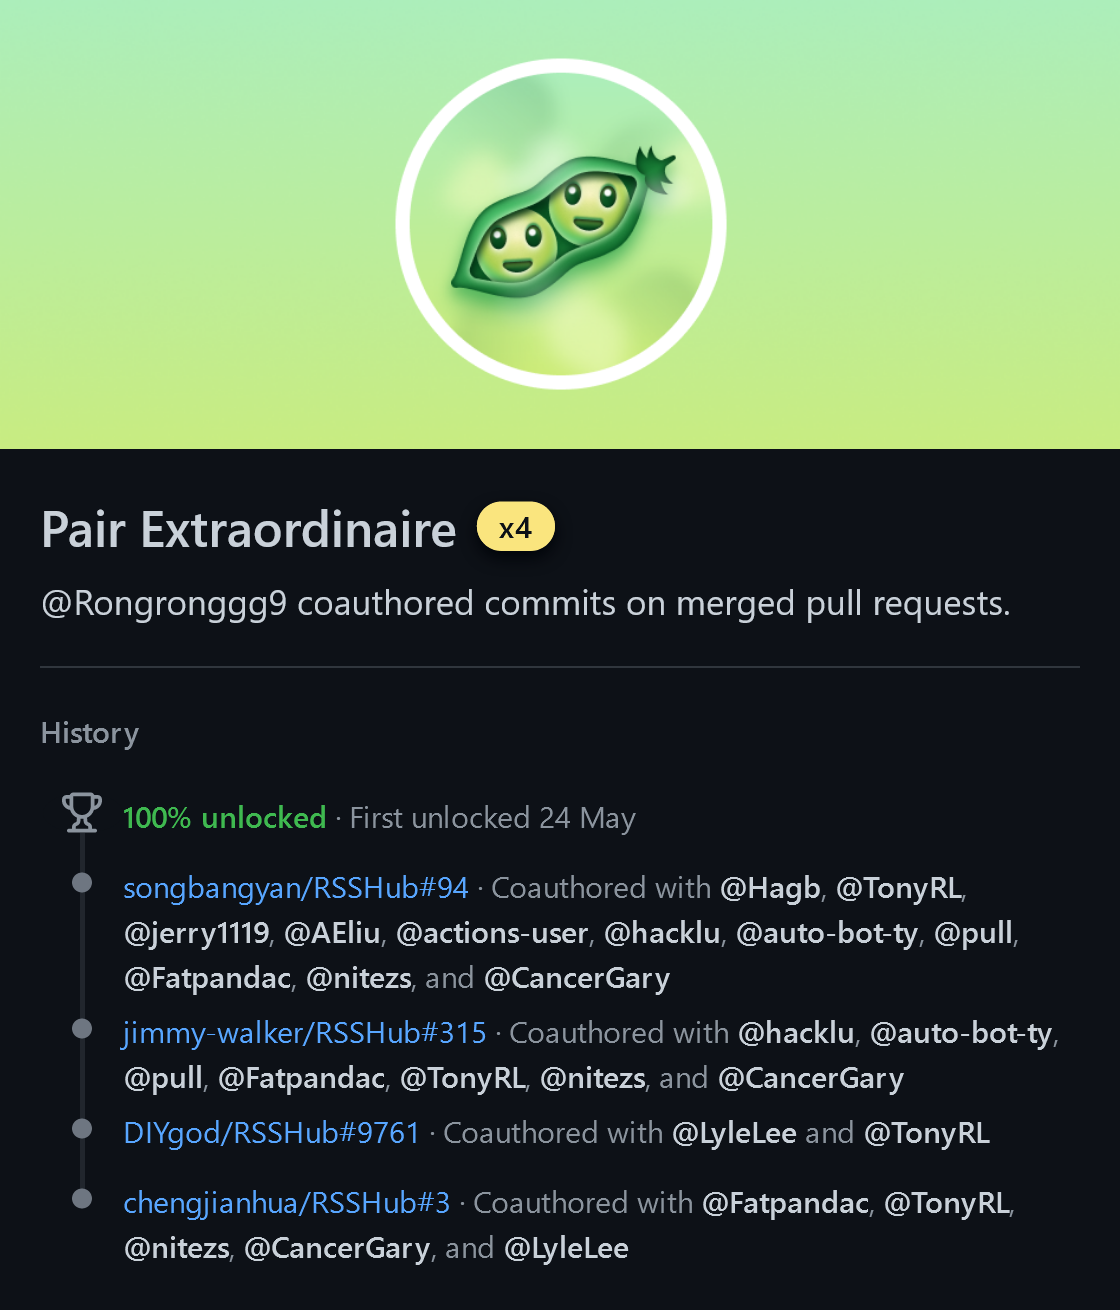 Pair Extraordinaire x4
@Rongronggg9 coauthored commits on merged pull requests.
History
100% unlocked · First unlocked 24 May
songbangyan/RSSHub#94 · Coauthored with @Hagb, @TonyRL,
@jerry1119, @AEliu, @actions-user, @hacklu, @auto-bot-ty, @pull,
@Fatpandac, @nitezs, and @CancerGary
jimmy-walker/RSSHub#315 · Coauthored with @hacklu, @auto-bot-ty,
@pull, @Fatpandac, @TonyRL, @nitezs, and @CancerGary
DIYgod/RSSHub#9761 · Coauthored with @LyleLee and @TonyRL
chengjianhua/RSSHub#3 · Coauthored with @Fatpandac, @TonyRL,
@nitezs, @CancerGary, and @LyleLee